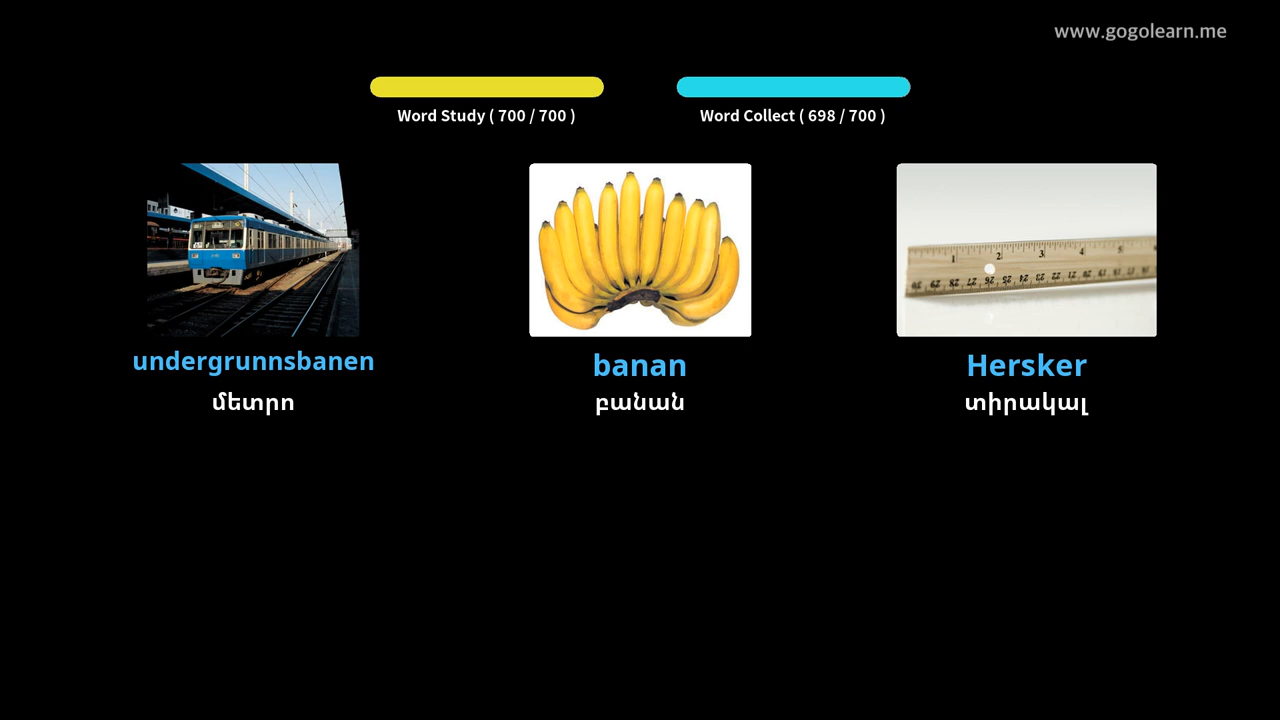 www.gogolearn.me
Word Study ( 700 / 700 )
Word Collect ( 698 / 700 )
undergrunnsbanen
banan
Hersker
մետրո
բանան
տիրակալ